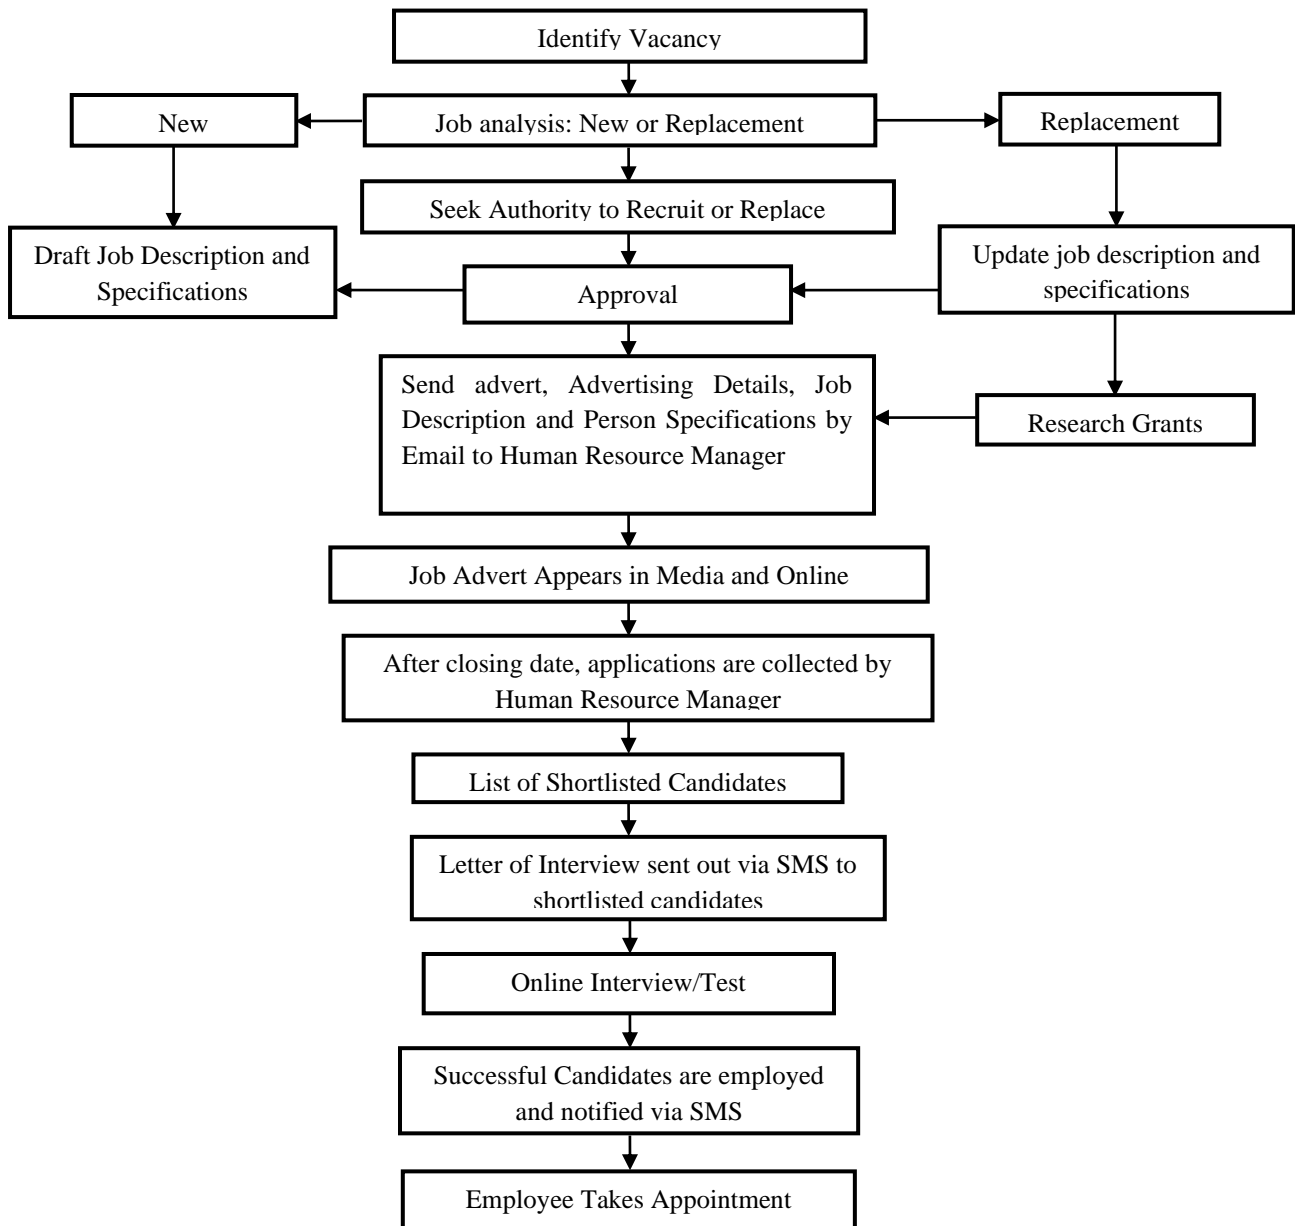 Identify Vacancy
New
Job analysis: New or Replacement
Replacement
Seek Authority to Recruit or Replace
Draft Job Description and
Specifications
Approval
Update job description and
specifications
Send advert, Advertising Details, Job
Description and Person Specifications by
Email to Human Resource Manager
Research Grants
Job Advert Appears in Media and Online
After closing date, applications are collected by
Human Resource Manager
List of Shortlisted Candidates
Letter of Interview sent out via SMS to
shortlisted candidates
Online Interview/Test
Successful Candidates are employed
and notified via SMS
Employee Takes Appointment